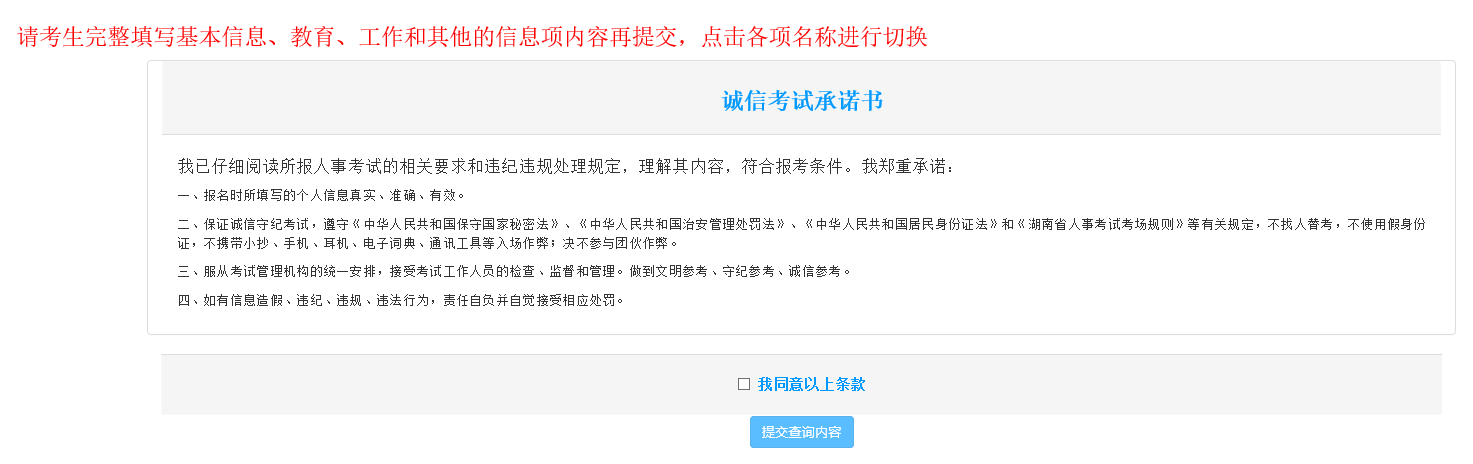 请考生完整填写基本信息、教育、工作和其他的信息项内容再提交，点击各项名称进行切换
诚信考试承诺书
我已仔细阅读所报人事考试的相关要求和违纪违规处理规定，理解其内容，符合报考条件。我郑重承诺：
一、报名时所填写的个人信息真实、准确、有效。
二、保证诚信守纪考试，遵守《中华人民共和国保守国家秘密法》、《中华人民共和国治安管理处罚法》、《中华人民共和国居民身份证法》和《湖南省人事考试考场规则》等有关规定，不找人替考，不使用假身份
证，不携带小抄、手机、耳机、电子词典、通讯工具等入场作弊；决不参与团伙作弊。
三、服从考试管理机构的统一安排，接受考试工作人员的检查、监督和管理。做到文明参考、守纪参考、诚信参考。
四、如有信息造假、违纪、违规、违法行为，责任自负并自觉接受相应处罚。
我同意以上条款
提交查询内容